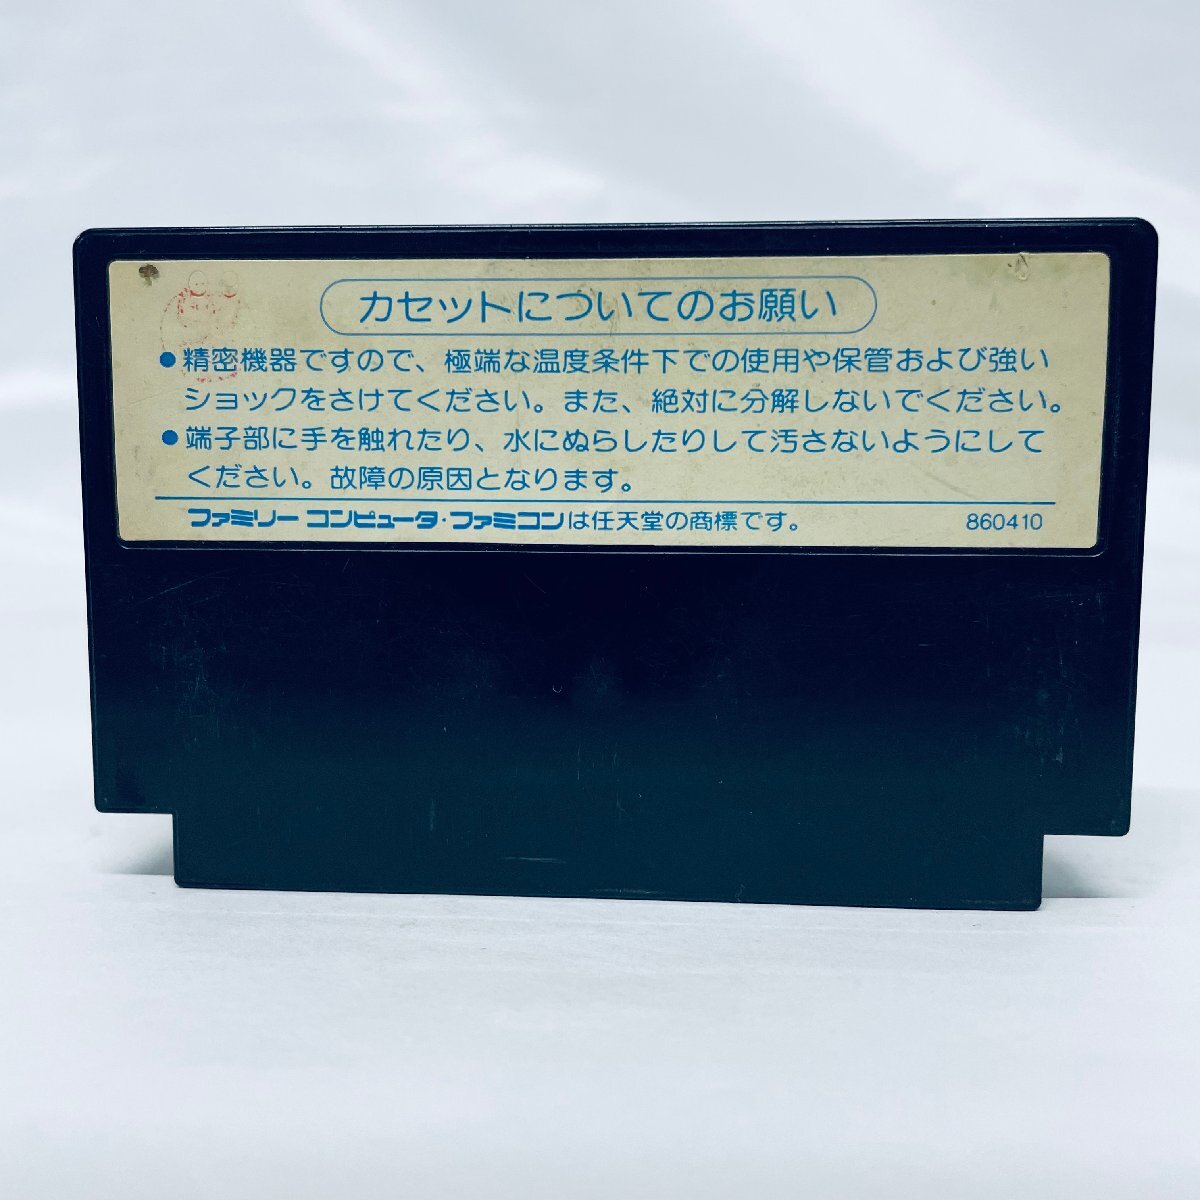 カセットについてのお願い
●精密機器ですので、極端な温度条件下での使用や保管および強い
ショックをさけてください。また、絶対に分解しないでください。
●端子部に手を触れたり、水にぬらしたりして汚さないようにして
ください。故障の原因となります。
ファミリー コンピュータ・ファミコンは任天堂の商標です。 860410